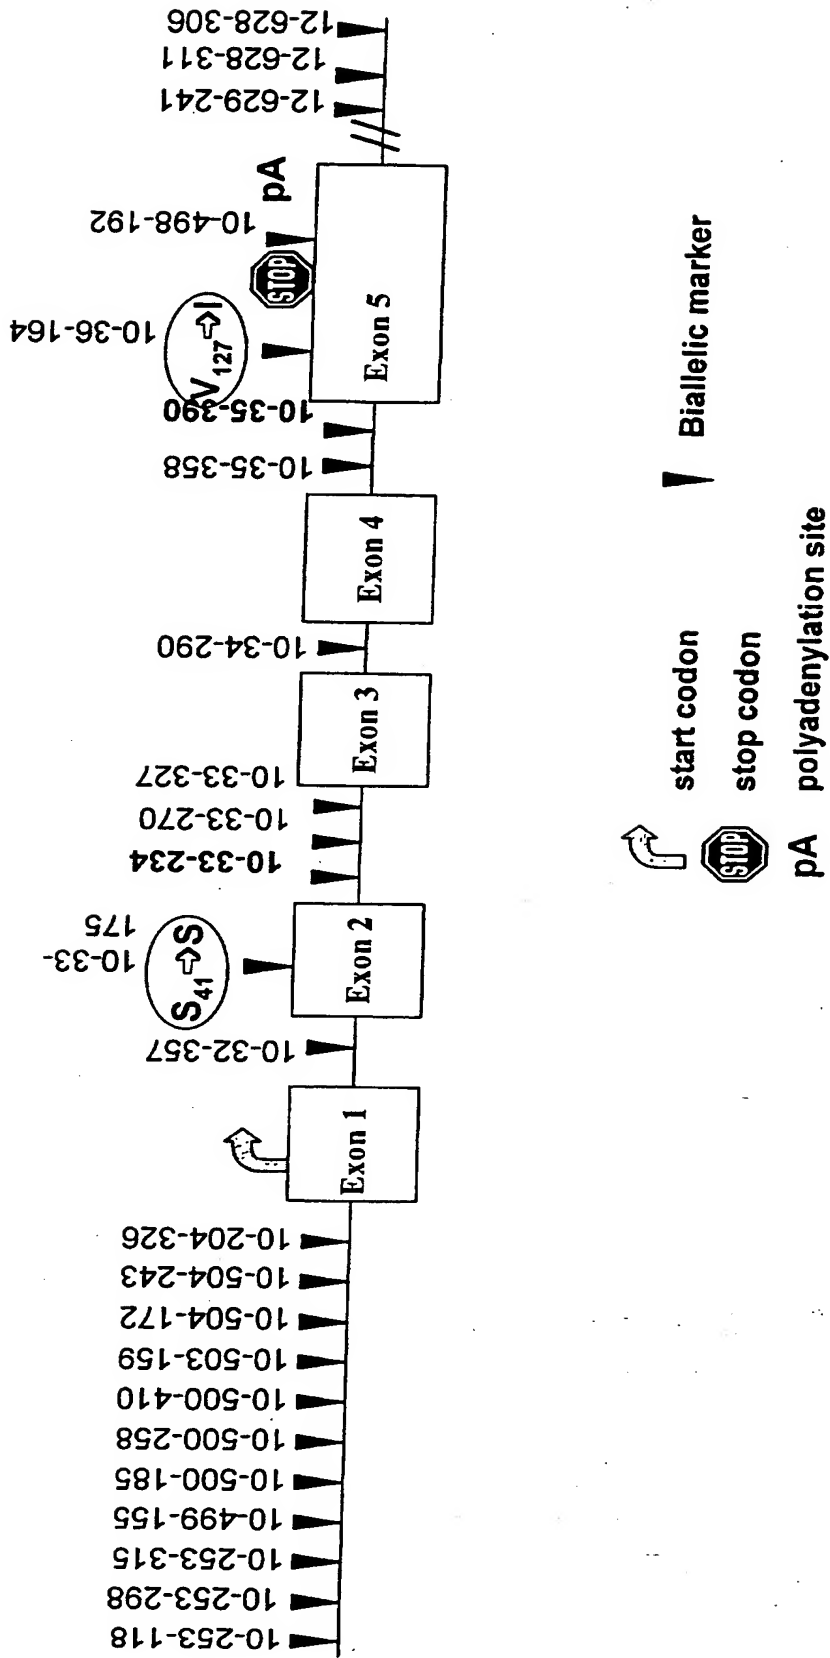 10-253-118
10-253-298
10-253-315
10-499-155
10-500-185
10-500-258
10-500-410
10-503-159
10-504-172
10-504-243
10-204-326
Exon 1
10-32-357
10-33-
175
S41 ⇨ S
Exon 2
10-33-234
10-33-270
10-33-327
Exon 3
10-34-290
Exon 4
10-35-358
10-35-390
10-36-164
V127 ⇨ I
STOP
Exon 5
10-498-192
pA
12-629-241
12-628-311
12-628-306
start codon
STOP
stop codon
pA polyadenylation site
Biallelic marker